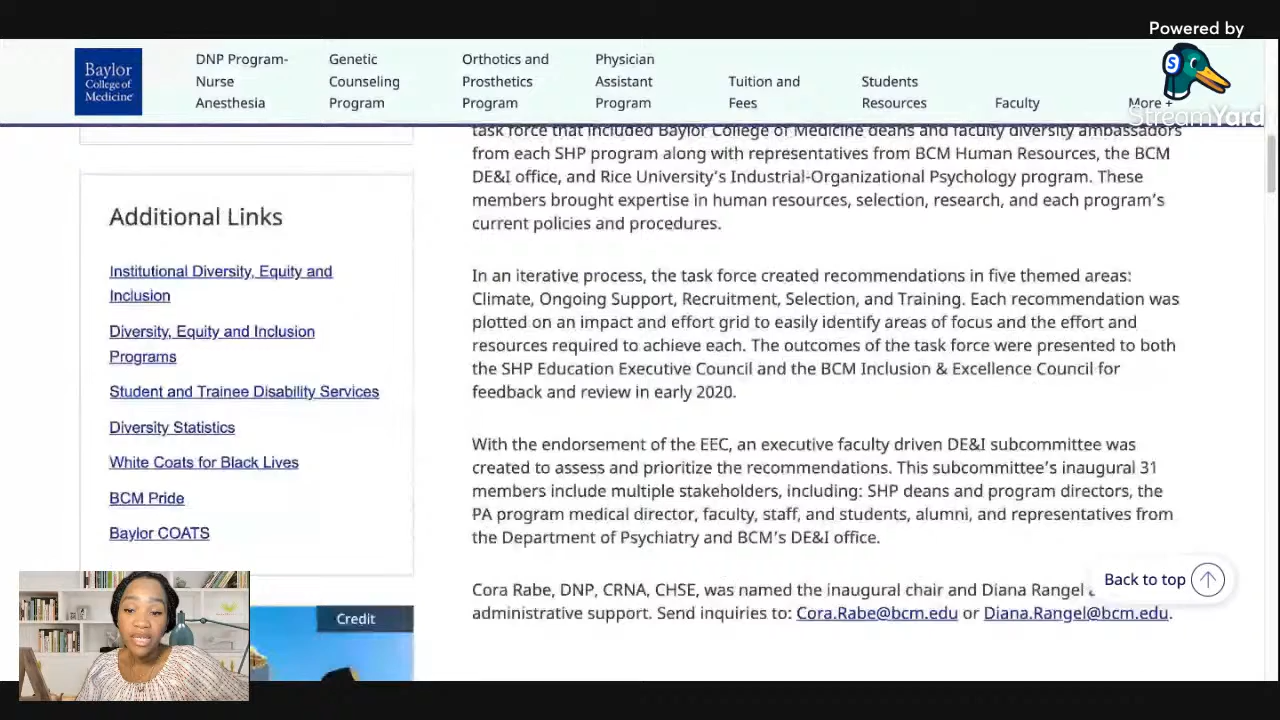 Powered by
StreamYard
Baylor
College of
Medicine
DNP Program-
Nurse
Anesthesia
Genetic
Counseling
Program
Orthotics and
Prosthetics
Program
Physician
Assistant
Program
Tuition and
Fees
Students
Resources
Faculty
More +
Additional Links
Institutional Diversity, Equity and
Inclusion
Diversity, Equity and Inclusion
Programs
Student and Trainee Disability Services
Diversity Statistics
White Coats for Black Lives
BCM Pride
Baylor COATS
Credit
task force that included Baylor College of Medicine deans and faculty diversity ambassadors
from each SHP program along with representatives from BCM Human Resources, the BCM
DE&I office, and Rice University's Industrial-Organizational Psychology program. These
members brought expertise in human resources, selection, research, and each program's
current policies and procedures.
In an iterative process, the task force created recommendations in five themed areas:
Climate, Ongoing Support, Recruitment, Selection, and Training. Each recommendation was
plotted on an impact and effort grid to easily identify areas of focus and the effort and
resources required to achieve each. The outcomes of the task force were presented to both
the SHP Education Executive Council and the BCM Inclusion & Excellence Council for
feedback and review in early 2020.
With the endorsement of the EEC, an executive faculty driven DE&I subcommittee was
created to assess and prioritize the recommendations. This subcommittee's inaugural 31
members include multiple stakeholders, including: SHP deans and program directors, the
PA program medical director, faculty, staff, and students, alumni, and representatives from
the Department of Psychiatry and BCM's DE&I office.
Cora Rabe, DNP, CRNA, CHSE, was named the inaugural chair and Diana Rangel
administrative support. Send inquiries to: Cora.Rabe@bcm.edu or Diana.Rangel@bcm.edu.
Back to top